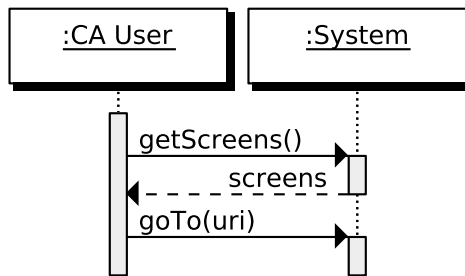 :CA User
:System
getScreens()
screens
goTo(uri)